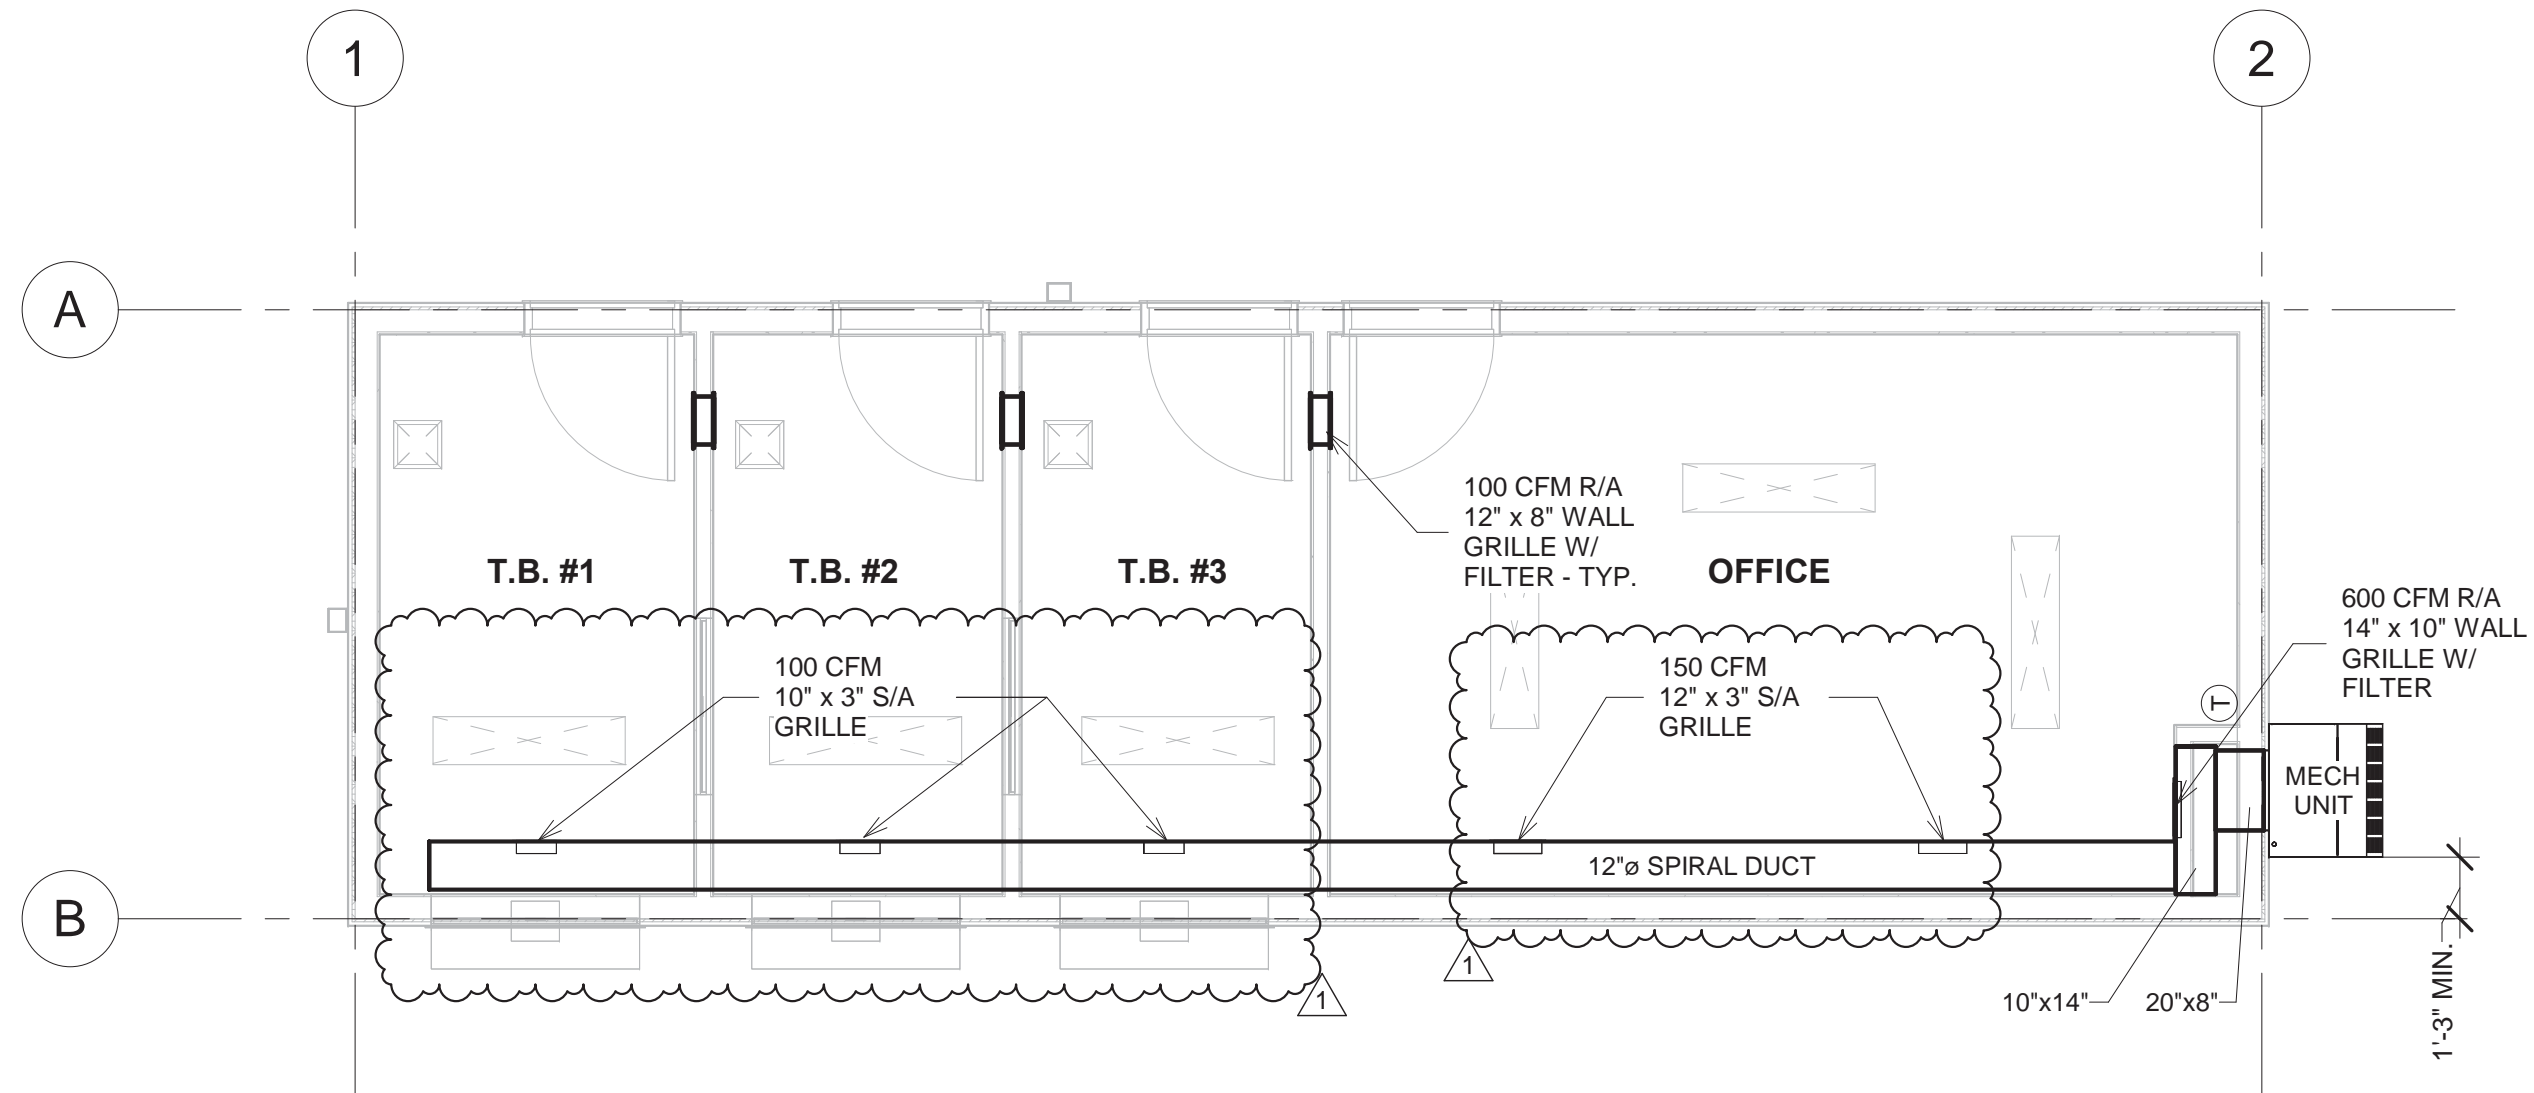 1
2
A
100 CFM R/A
12" x 8" WALL
GRILLE W/
FILTER - TYP.
T.B. #1
T.B. #2
T.B. #3
OFFICE
600 CFM R/A
14" x 10" WALL
GRILLE W/
FILTER
100 CFM
10" x 3" S/A
GRILLE
150 CFM
12" x 3" S/A
GRILLE
T
MECH
UNIT
12"ø SPIRAL DUCT
B
1
1
10"x14"
20"x8"
1'-3" MIN.